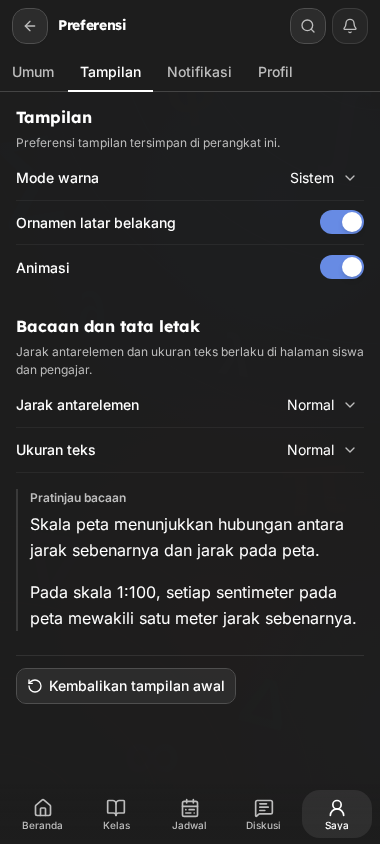 Preferensi
Umum
Tampilan
Notifikasi
Profil
Tampilan
Preferensi tampilan tersimpan di perangkat ini.
Mode warna
Sistem
Ornamen latar belakang
Animasi
Bacaan dan tata letak
Jarak antarelemen dan ukuran teks berlaku di halaman siswa
dan pengajar.
Jarak antarelemen
Normal
Ukuran teks
Normal
Pratinjau bacaan
Skala peta menunjukkan hubungan antara
jarak sebenarnya dan jarak pada peta.
Pada skala 1:100, setiap sentimeter pada
peta mewakili satu meter jarak sebenarnya.
Kembalikan tampilan awal
Beranda
Kelas
Jadwal
Diskusi
Saya